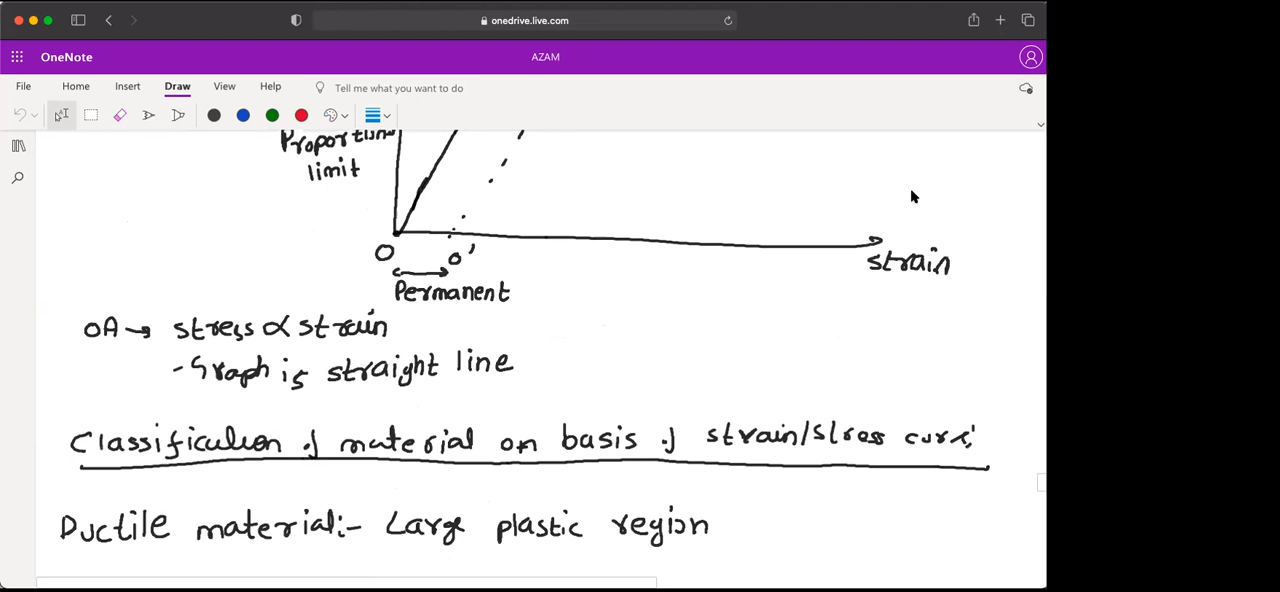 onedrive.live.com
OneNote
AZAM
File Home Insert Draw View Help Tell me what you want to do
Proportiona
limit
O
O'
strain
Permanent
OA → stress ∝ strain
- Graph is straight line
Classification of material on basis of strain/stress curve
Ductile material:- Large plastic region